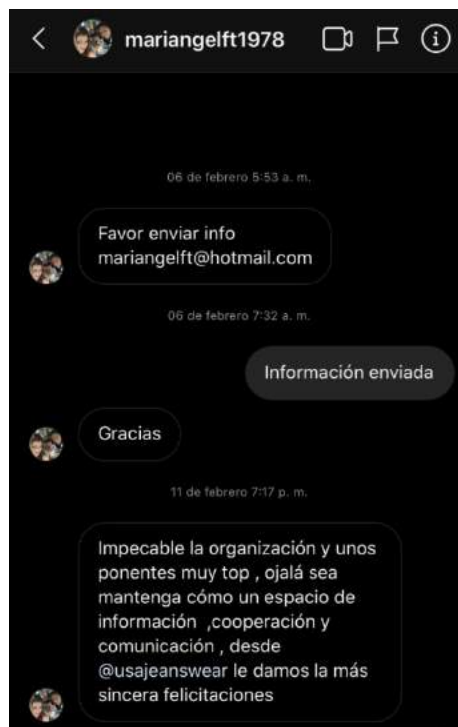 mariangelft1978
06 de febrero 5:53 a. m.
Favor enviar info
mariangelft@hotmail.com
06 de febrero 7:32 a. m.
Información enviada
Gracias
11 de febrero 7:17 p. m.
Impecable la organización y unos
ponentes muy top , ojalá sea
mantenga cómo un espacio de
información ,cooperación y
comunicación , desde
@usajeanswear le damos la más
sincera felicitaciones